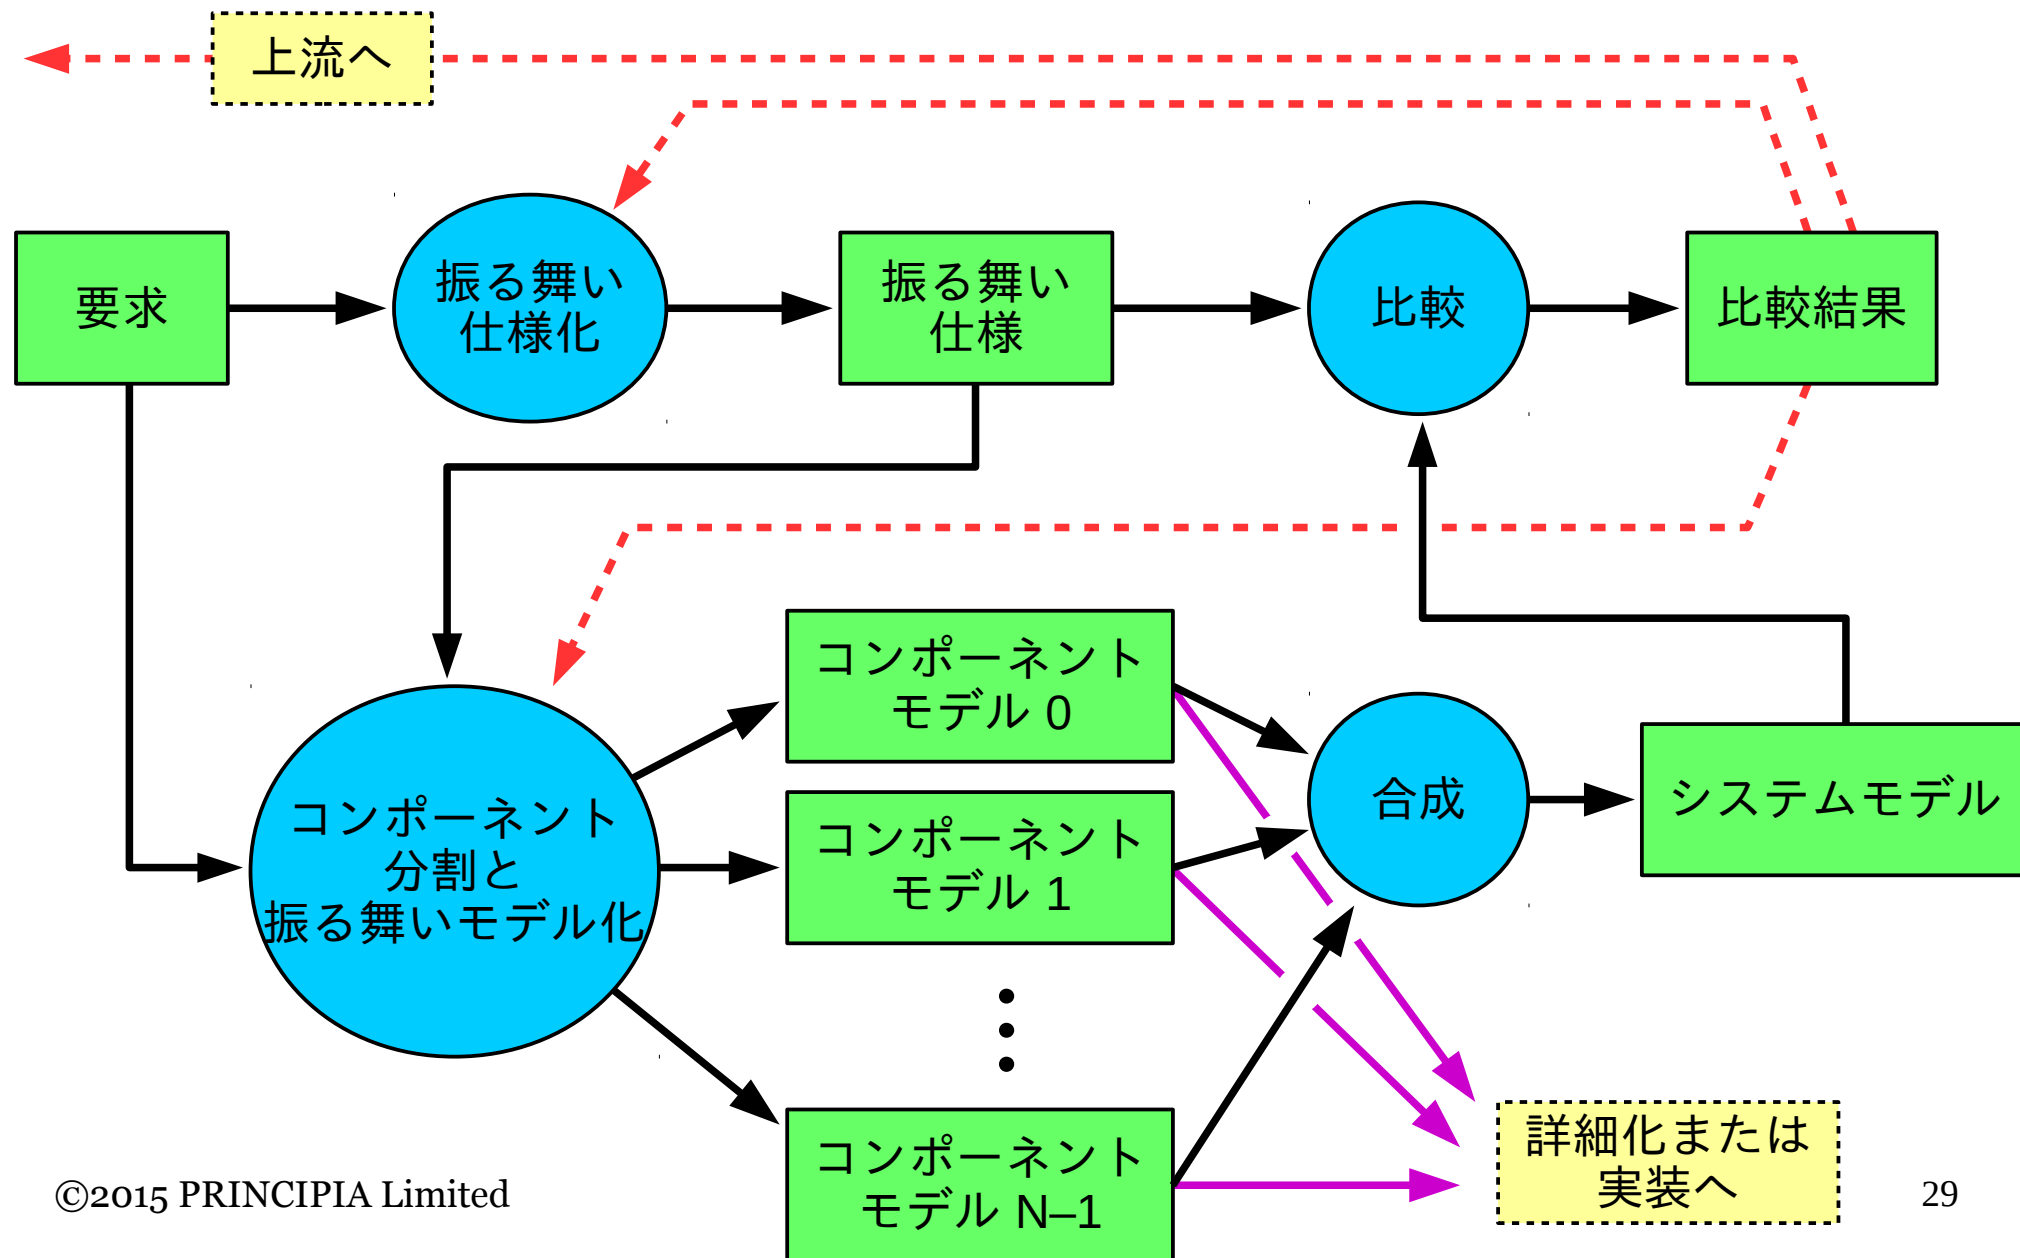 上流へ
要求
振る舞い
仕様化
振る舞い
仕様
比較
比較結果
コンポーネント
分割と
振る舞いモデル化
コンポーネント
モデル 0
コンポーネント
モデル 1
コンポーネント
モデル N–1
合成
システムモデル
詳細化または
実装へ
©2015 PRINCIPIA Limited
29